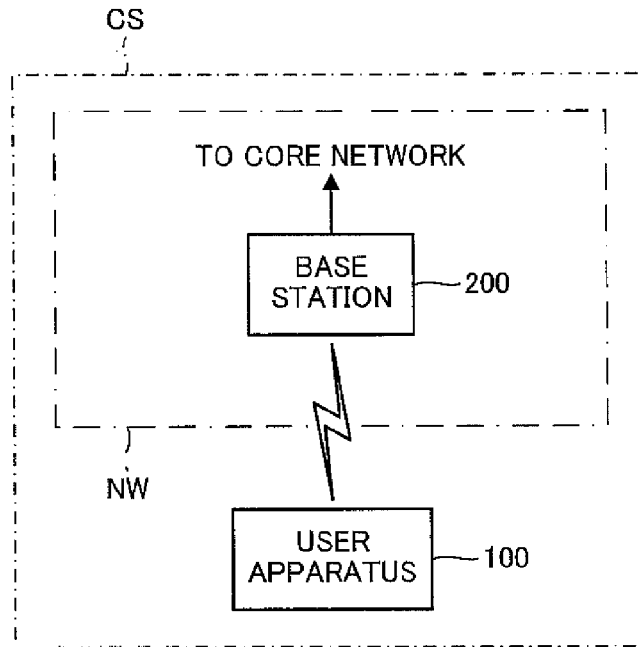 CS
TO CORE NETWORK
BASE
STATION
200
NW
USER
APPARATUS
100